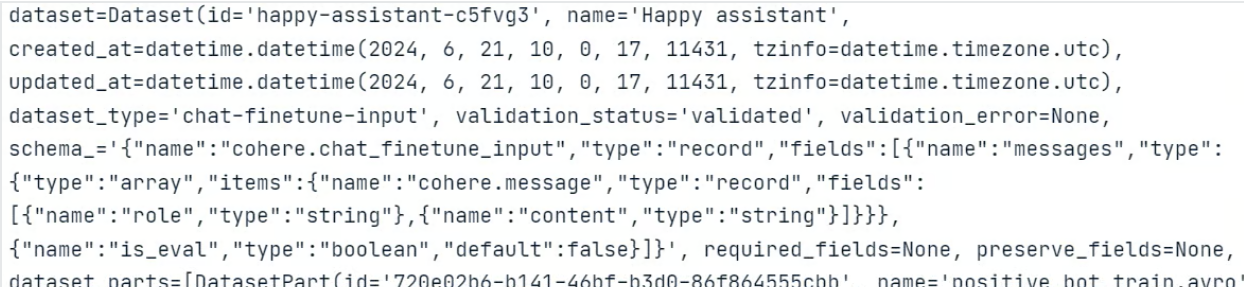 dataset=Dataset(id='happy-assistant-c5fvg3', name='Happy assistant',
created_at=datetime.datetime(2024, 6, 21, 10, 0, 17, 11431, tzinfo=datetime.timezone.utc),
updated_at=datetime.datetime(2024, 6, 21, 10, 0, 17, 11431, tzinfo=datetime.timezone.utc),
dataset_type='chat-finetune-input', validation_status='validated', validation_error=None,
schema_='{"name":"cohere.chat_finetune_input","type":"record","fields":[{"name":"messages","type":
{"type":"array","items":{"name":"cohere.message","type":"record","fields":
[{"name":"role","type":"string"},{"name":"content","type":"string"}]}}},
{"name":"is_eval","type":"boolean","default":false}]}', required_fields=None, preserve_fields=None,
dataset_parts=[DatasetPart(id='720e02b6-b141-46bf-b3d0-86f864555cbb', name='positive_bot_train.avro'